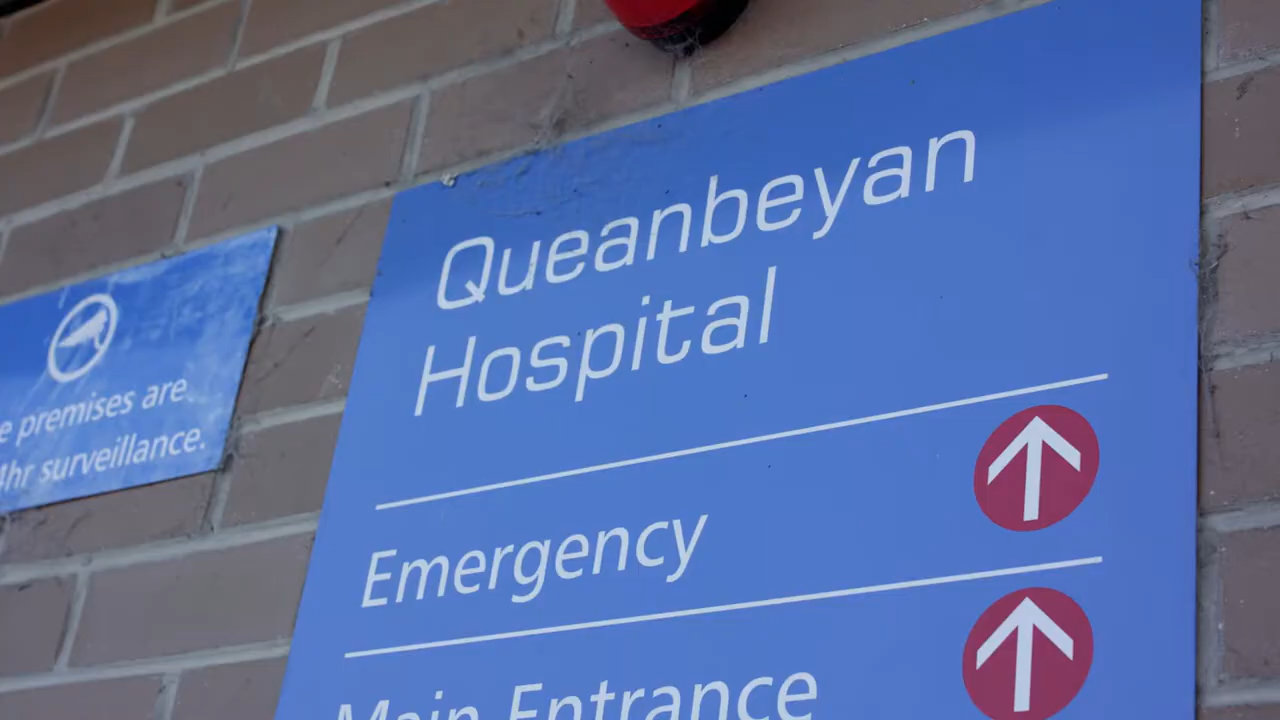 Queanbeyan
Hospital
Emergency
Main Entrance
premises are
surveillance.